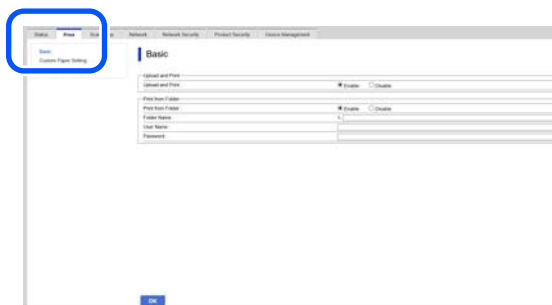 Status Print Network Network Security Product Security Device Management
Basic
Custom Paper Setting
Basic
Upload and Print
Upload and Print Enable Disable
Print from Folder
Print from Folder Enable Disable
Folder Name \\
User Name
Password
OK